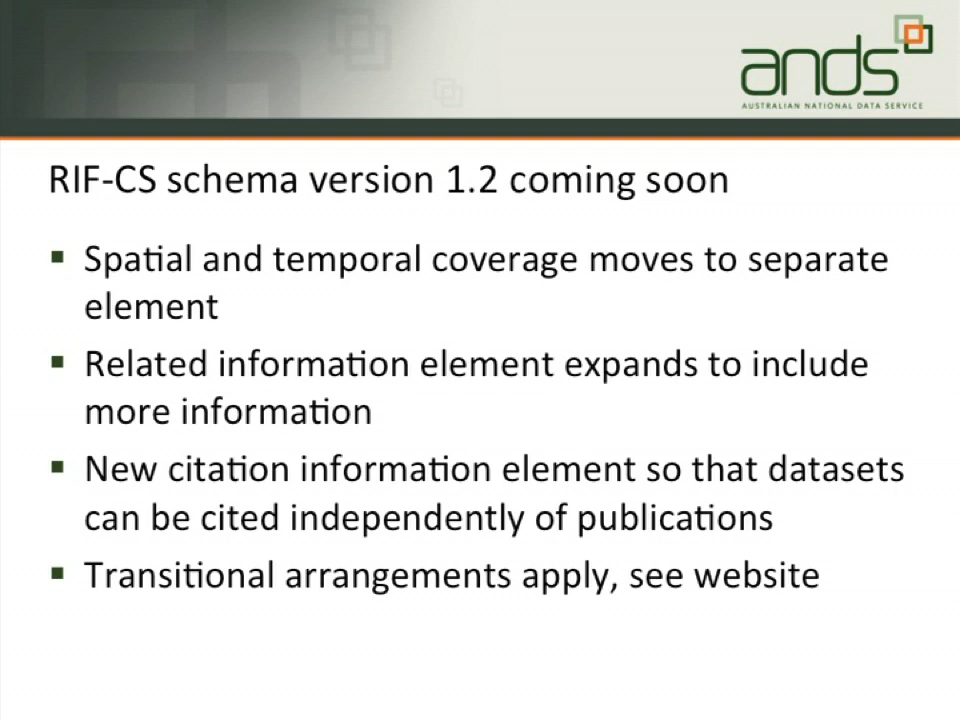 ands
AUSTRALIAN NATIONAL DATA SERVICE
RIF-CS schema version 1.2 coming soon
▪ Spatial and temporal coverage moves to separate
element
▪ Related information element expands to include
more information
▪ New citation information element so that datasets
can be cited independently of publications
▪ Transitional arrangements apply, see website